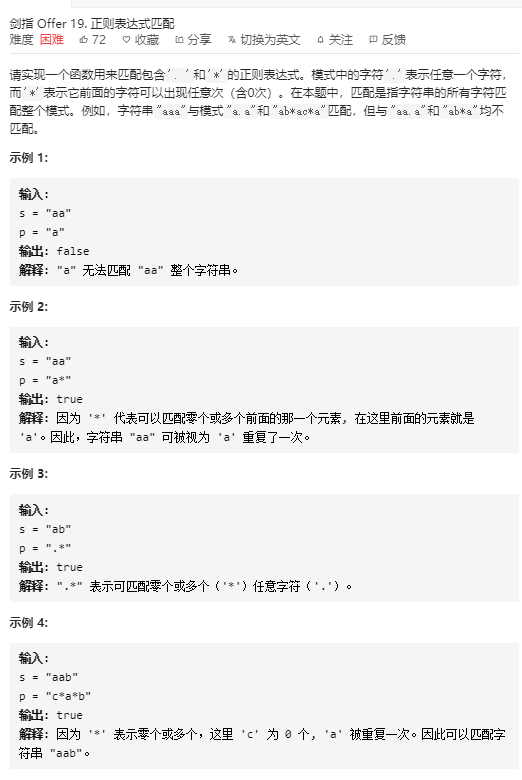 剑指 Offer 19. 正则表达式匹配
难度 困难 72 收藏 分享 切换为英文 关注 反馈
请实现一个函数用来匹配包含'. '和'*'的正则表达式。模式中的字符'.'表示任意一个字符,
而'*'表示它前面的字符可以出现任意次（含0次）。在本题中，匹配是指字符串的所有字符匹
配整个模式。例如，字符串"aaa"与模式"a.a"和"ab*ac*a"匹配，但与"aa.a"和"ab*a"均不
匹配。
示例 1:
输入:
s = "aa"
p = "a"
输出: false
解释: "a" 无法匹配 "aa" 整个字符串。
示例 2:
输入:
s = "aa"
p = "a*"
输出: true
解释: 因为 '*' 代表可以匹配零个或多个前面的那一个元素, 在这里前面的元素就是
'a'。因此，字符串 "aa" 可被视为 'a' 重复了一次。
示例 3:
输入:
s = "ab"
p = ".*"
输出: true
解释: ".*" 表示可匹配零个或多个（'*'）任意字符（'.'）。
示例 4:
输入:
s = "aab"
p = "c*a*b"
输出: true
解释: 因为 '*' 表示零个或多个，这里 'c' 为 0 个, 'a' 被重复一次。因此可以匹配字
符串 "aab"。